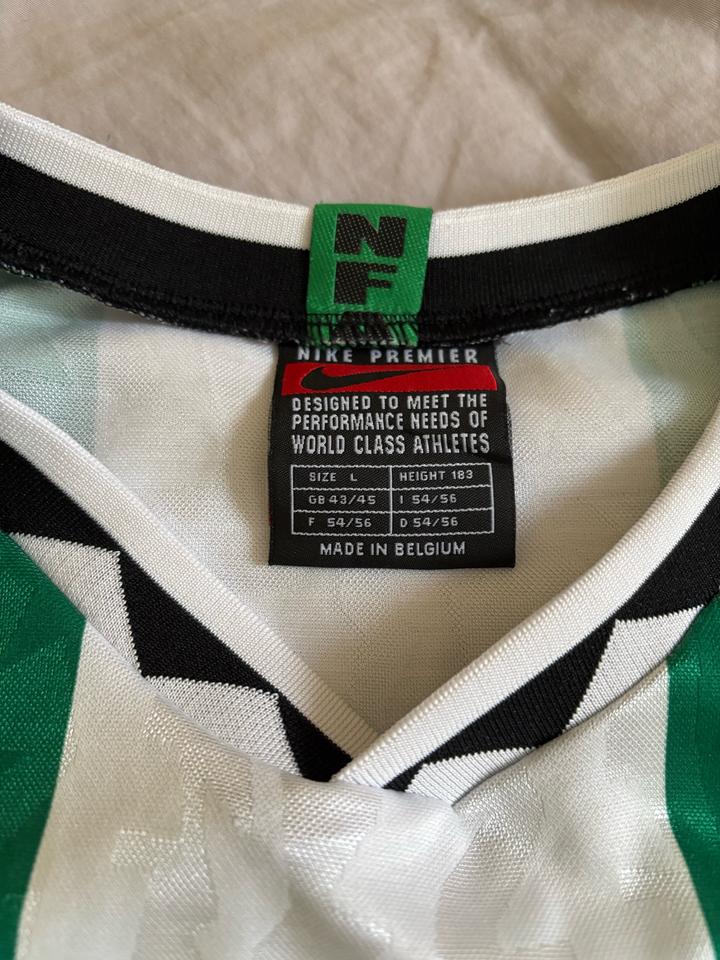 N
F
NIKE PREMIER
DESIGNED TO MEET THE
PERFORMANCE NEEDS OF
WORLD CLASS ATHLETES
SIZE L HEIGHT 183
GB 43/45 I 54/56
F 54/56 D 54/56
MADE IN BELGIUM